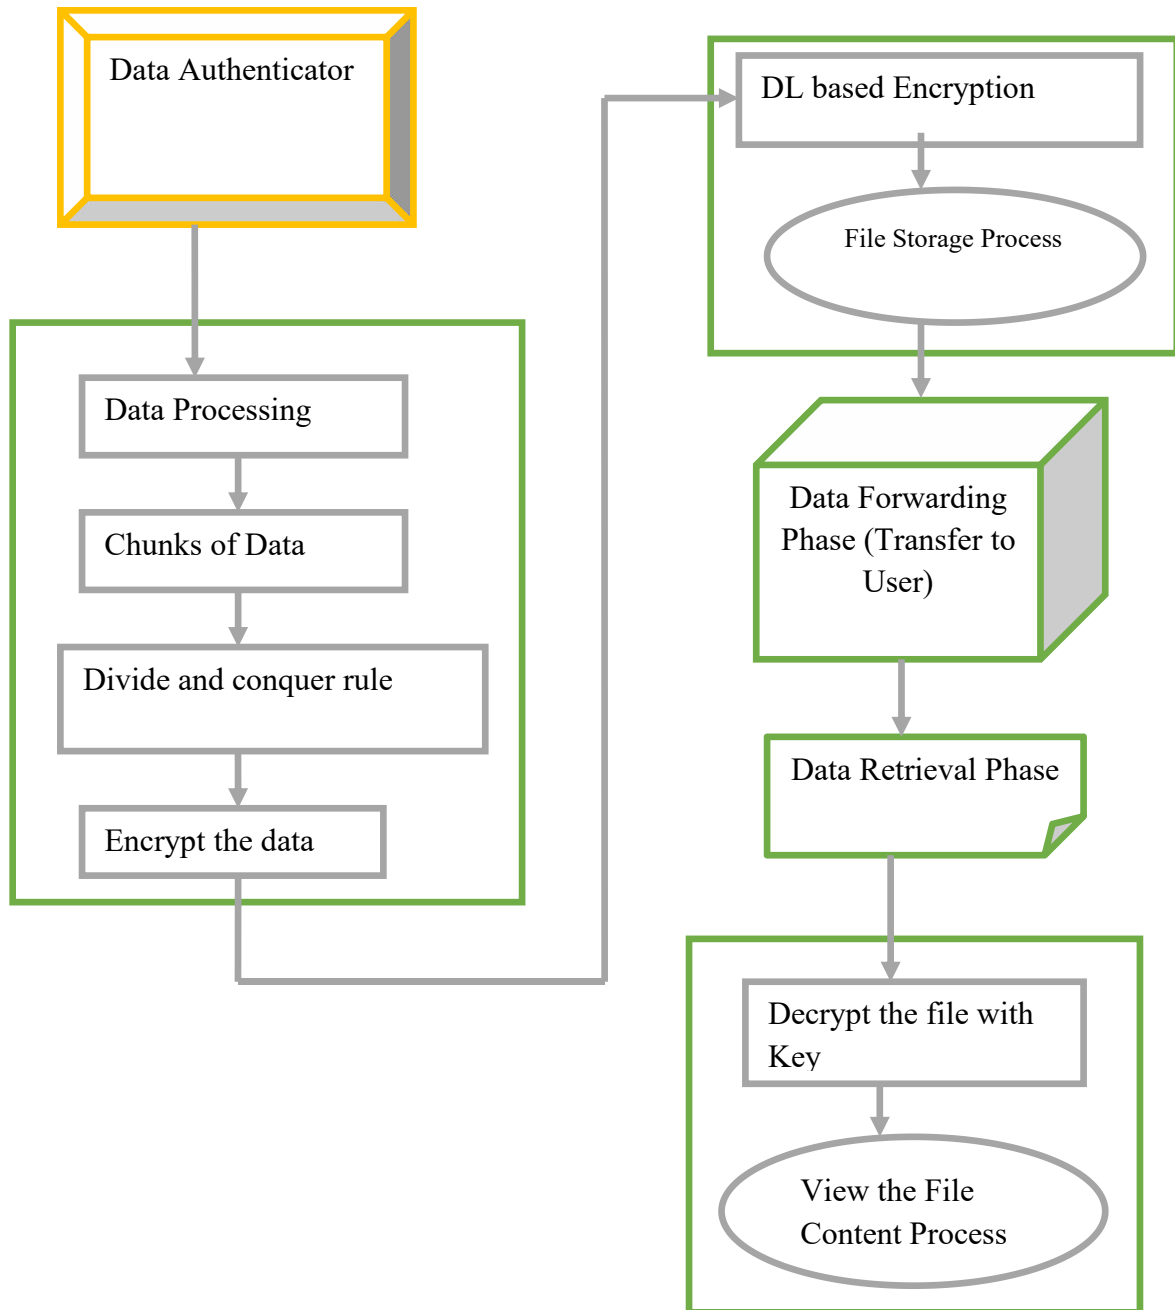 Data Authenticator
Data Processing
Chunks of Data
Divide and conquer rule
Encrypt the data
DL based Encryption
File Storage Process
Data Forwarding
Phase (Transfer to
User)
Data Retrieval Phase
Decrypt the file with
Key
View the File
Content Process